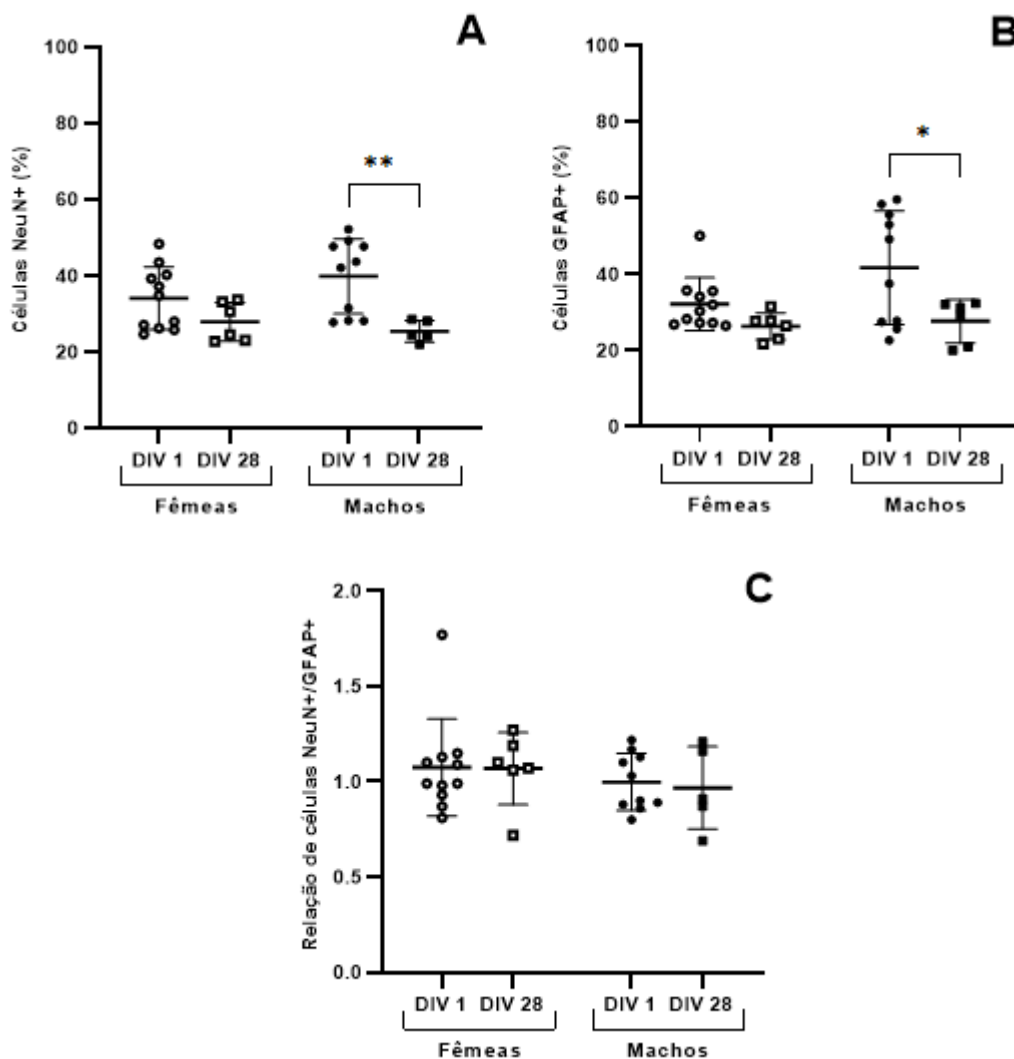 A
Células NeuN+ (%)
100
80
60
40
20
0
**
DIV 1 DIV 28 DIV 1 DIV 28
Fêmeas Machos
B
Células GFAP+ (%)
100
80
60
40
20
0
*
DIV 1 DIV 28 DIV 1 DIV 28
Fêmeas Machos
C
Relação de células NeuN+/GFAP+
2.0
1.5
1.0
0.5
0.0
DIV 1 DIV 28 DIV 1 DIV 28
Fêmeas Machos